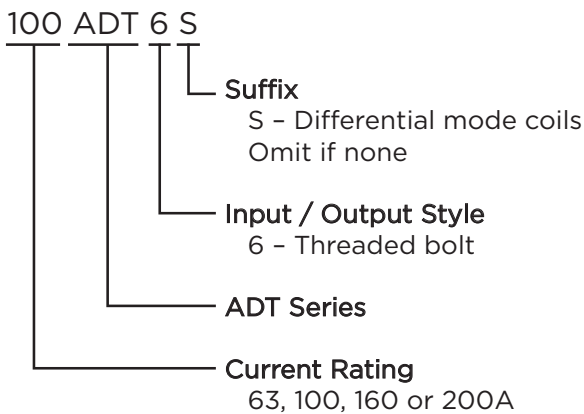 100 ADT 6 S
Suffix
S – Differential mode coils
Omit if none
Input / Output Style
6 – Threaded bolt
ADT Series
Current Rating
63, 100, 160 or 200A